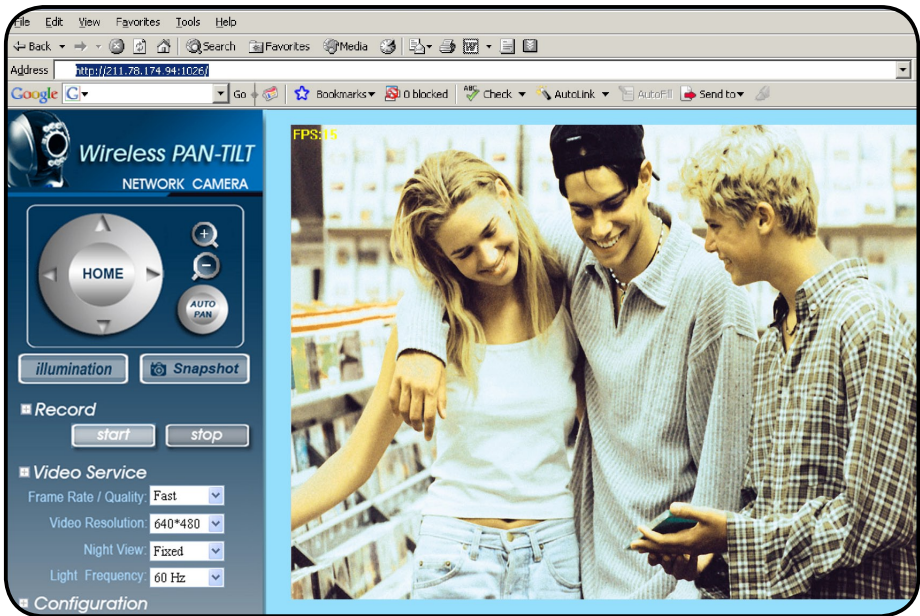 File Edit View Favorites Tools Help
Back Search Favorites Media
Address http://211.78.174.94:1026/
Google G Go Bookmarks 0 blocked ABC Check AutoLink AutoFill Send to
FPS:15
Wireless PAN-TILT
NETWORK CAMERA
HOME
AUTO
PAN
illumination Snapshot
Record
start stop
Video Service
Frame Rate / Quality: Fast
Video Resolution: 640*480
Night View: Fixed
Light Frequency: 60 Hz
Configuration